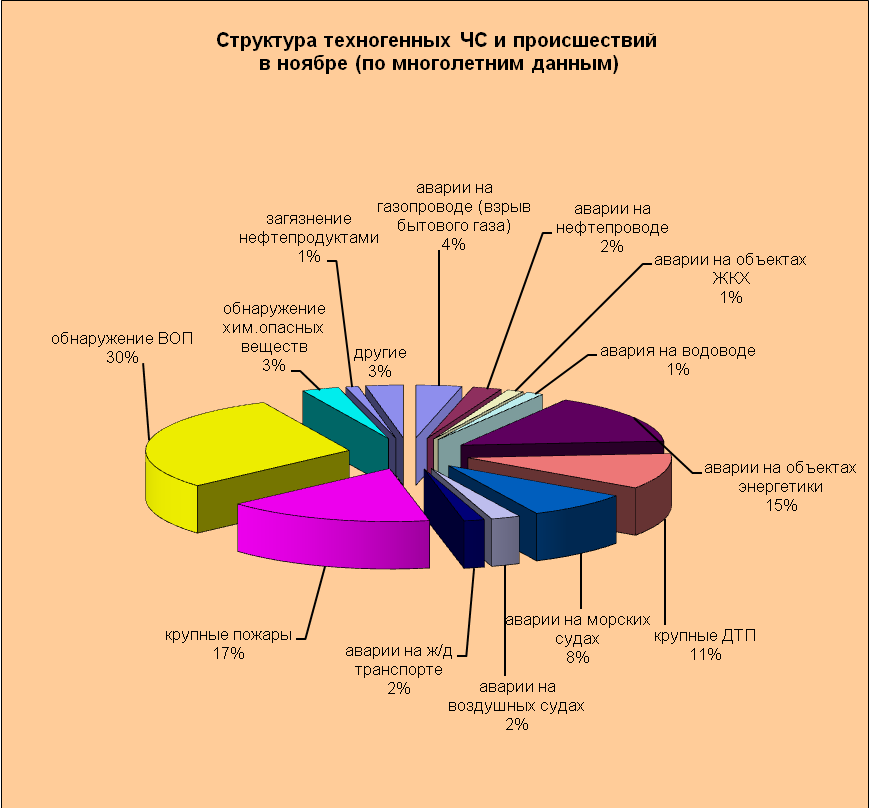 Структура техногенных ЧС и происшествий
в ноябре (по многолетним данным)
аварии на
газопроводе (взрыв
бытового газа)
4%
аварии на
нефтепроводе
2%
аварии на объектах
ЖКХ
1%
авария на водоводе
1%
аварии на объектах
энергетики
15%
крупные ДТП
11%
аварии на морских
судах
8%
аварии на
воздушных судах
2%
аварии на ж/д
транспорте
2%
крупные пожары
17%
обнаружение ВОП
30%
обнаружение
хим.опасных
веществ
3%
загязнение
нефтепродуктами
1%
другие
3%